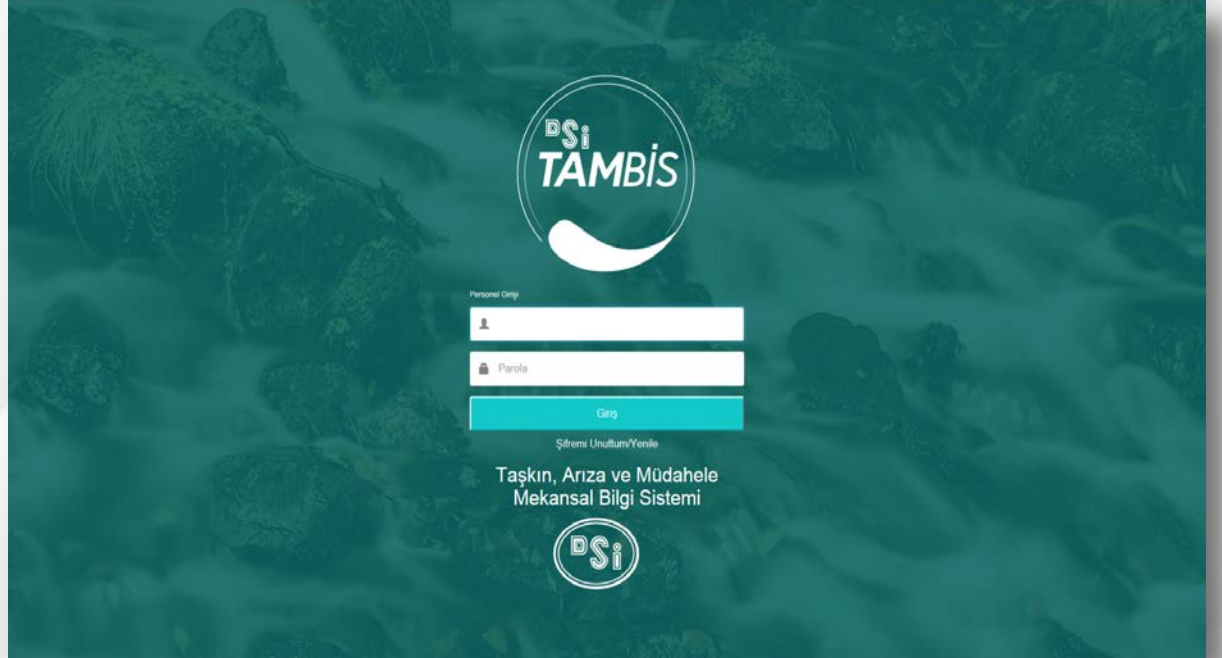 DSİ
TAMBİS
Personel Girişi
Parola
Giriş
Şifremi Unuttum/Yenile
Taşkın, Arıza ve Müdahele
Mekansal Bilgi Sistemi
DSİ